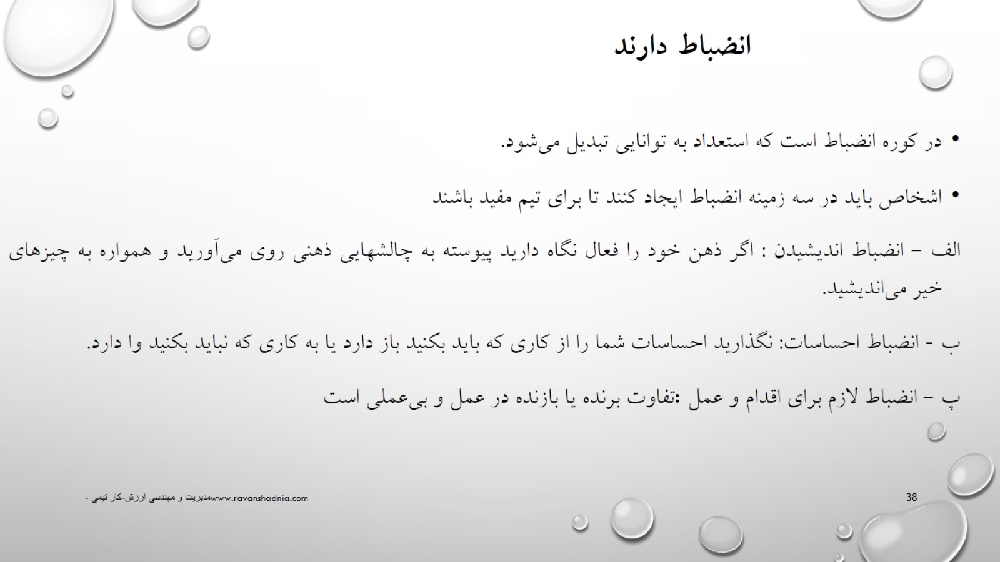 انضباط دارند
• در کوره انضباط است که استعداد به توانایی تبدیل می‌شود.
• اشخاص باید در سه زمینه انضباط ایجاد کنند تا برای تیم مفید باشند
الف – انضباط اندیشیدن : اگر ذهن خود را فعال نگاه دارید پیوسته به چالشهایی ذهنی روی می‌آورید و همواره به چیزهای
خیر می‌اندیشید.
ب - انضباط احساسات: نگذارید احساسات شما را از کاری که باید بکنید باز دارد یا به کاری که نباید بکنید وا دارد.
پ – انضباط لازم برای اقدام و عمل :تفاوت برنده یا بازنده در عمل و بی‌عملی است
www.ravanshadnia.comمدیریت و مهندسی ارزش-کار تیمی -
38